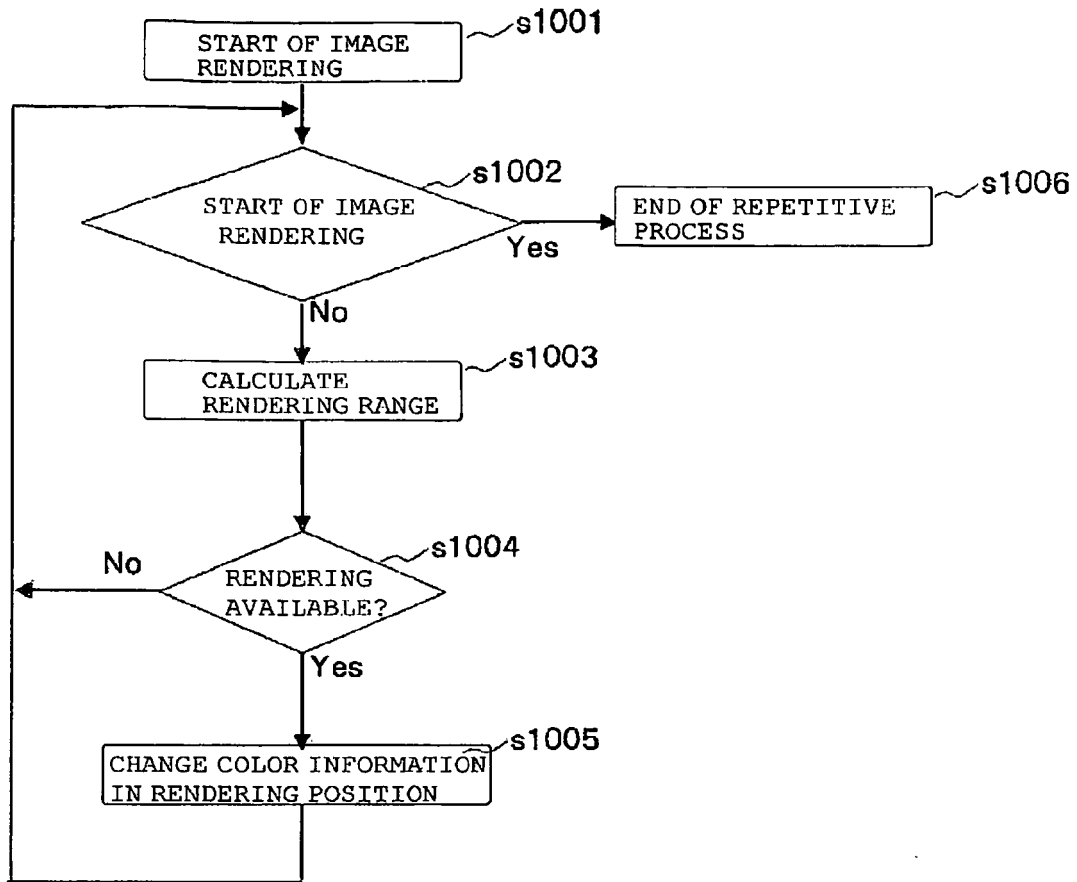 s1001
START OF IMAGE
RENDERING
s1002
START OF IMAGE
RENDERING
Yes
s1006
END OF REPETITIVE
PROCESS
No
s1003
CALCULATE
RENDERING RANGE
s1004
No
RENDERING
AVAILABLE?
Yes
s1005
CHANGE COLOR INFORMATION
IN RENDERING POSITION